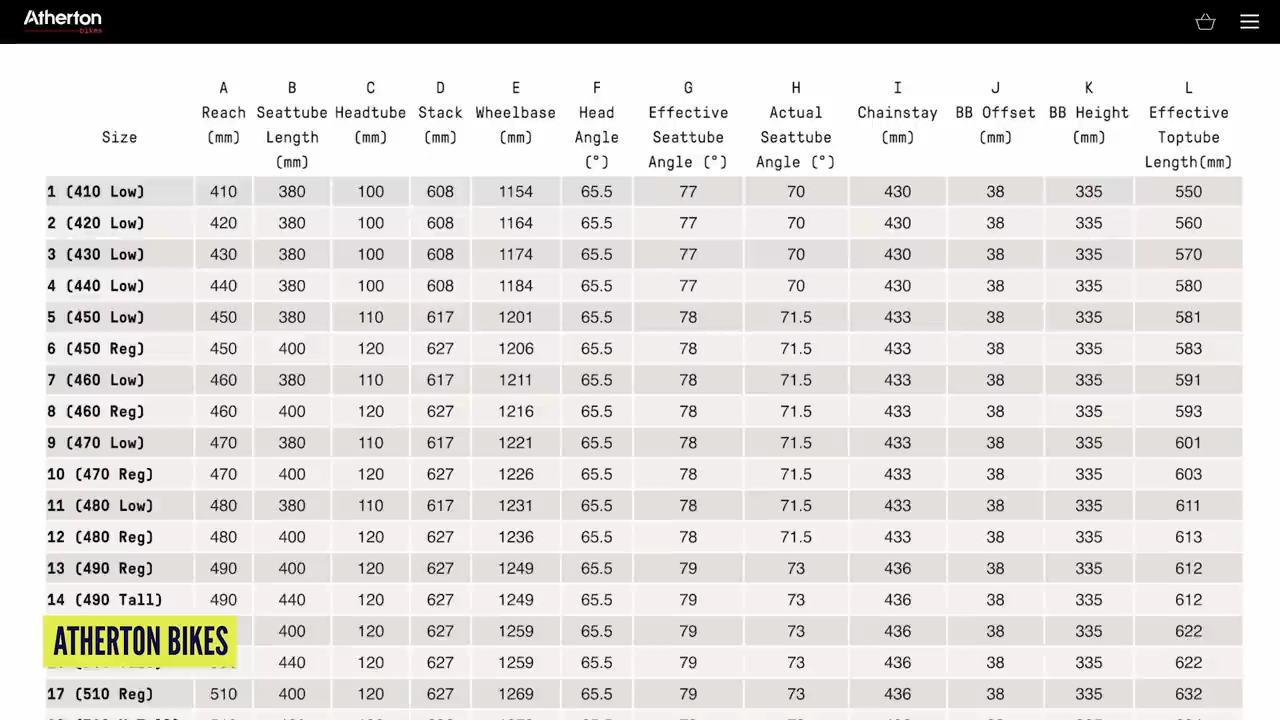 Atherton
bikes
A B C D E F G H I J K L
Reach Seattube Headtube Stack Wheelbase Head Effective Actual Chainstay BB Offset BB Height Effective
Size (mm) Length (mm) (mm) (mm) Angle Seattube Seattube (mm) (mm) (mm) Toptube
(mm) (°) Angle (°) Angle (°) Length(mm)
1 (410 Low) 410 380 100 608 1154 65.5 77 70 430 38 335 550
2 (420 Low) 420 380 100 608 1164 65.5 77 70 430 38 335 560
3 (430 Low) 430 380 100 608 1174 65.5 77 70 430 38 335 570
4 (440 Low) 440 380 100 608 1184 65.5 77 70 430 38 335 580
5 (450 Low) 450 380 110 617 1201 65.5 78 71.5 433 38 335 581
6 (450 Reg) 450 400 120 627 1206 65.5 78 71.5 433 38 335 583
7 (460 Low) 460 380 110 617 1211 65.5 78 71.5 433 38 335 591
8 (460 Reg) 460 400 120 627 1216 65.5 78 71.5 433 38 335 593
9 (470 Low) 470 380 110 617 1221 65.5 78 71.5 433 38 335 601
10 (470 Reg) 470 400 120 627 1226 65.5 78 71.5 433 38 335 603
11 (480 Low) 480 380 110 617 1231 65.5 78 71.5 433 38 335 611
12 (480 Reg) 480 400 120 627 1236 65.5 78 71.5 433 38 335 613
13 (490 Reg) 490 400 120 627 1249 65.5 79 73 436 38 335 612
14 (490 Tall) 490 440 120 627 1249 65.5 79 73 436 38 335 612
400 120 627 1259 65.5 79 73 436 38 335 622
ATHERTON BIKES
440 120 627 1259 65.5 79 73 436 38 335 622
17 (510 Reg) 510 400 120 627 1269 65.5 79 73 436 38 335 632